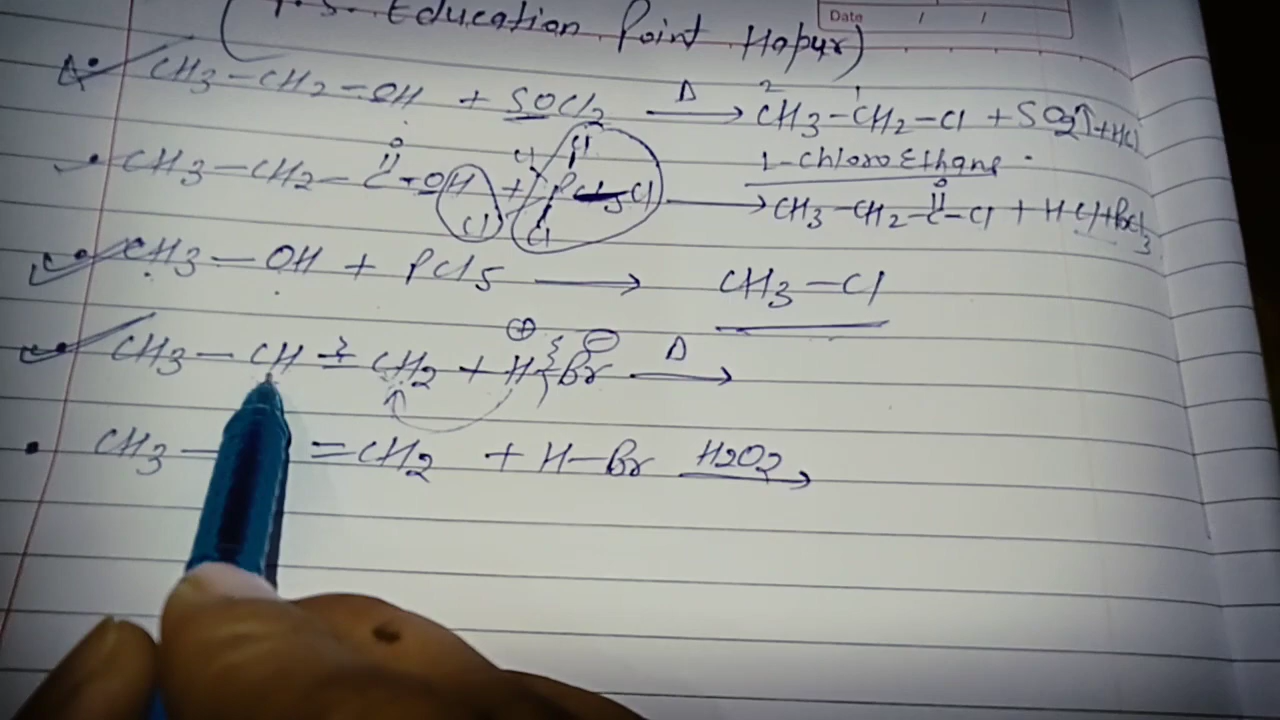 Education Point Hapur)
Date / /
CH3-CH2-OH + SOCl2 —Δ→ CH3-CH2-Cl + SO2↑+HCl
2 1
1-Chloro Ethane.
CH3-CH2-C-OH + PCl5 → CH3-CH2-C-Cl + HCl+POCl3
CH3-OH + PCl5 → CH3-Cl
CH3-CH=CH2 + H-Br —Δ→
CH3- =CH2 + H-Br —H2O2→